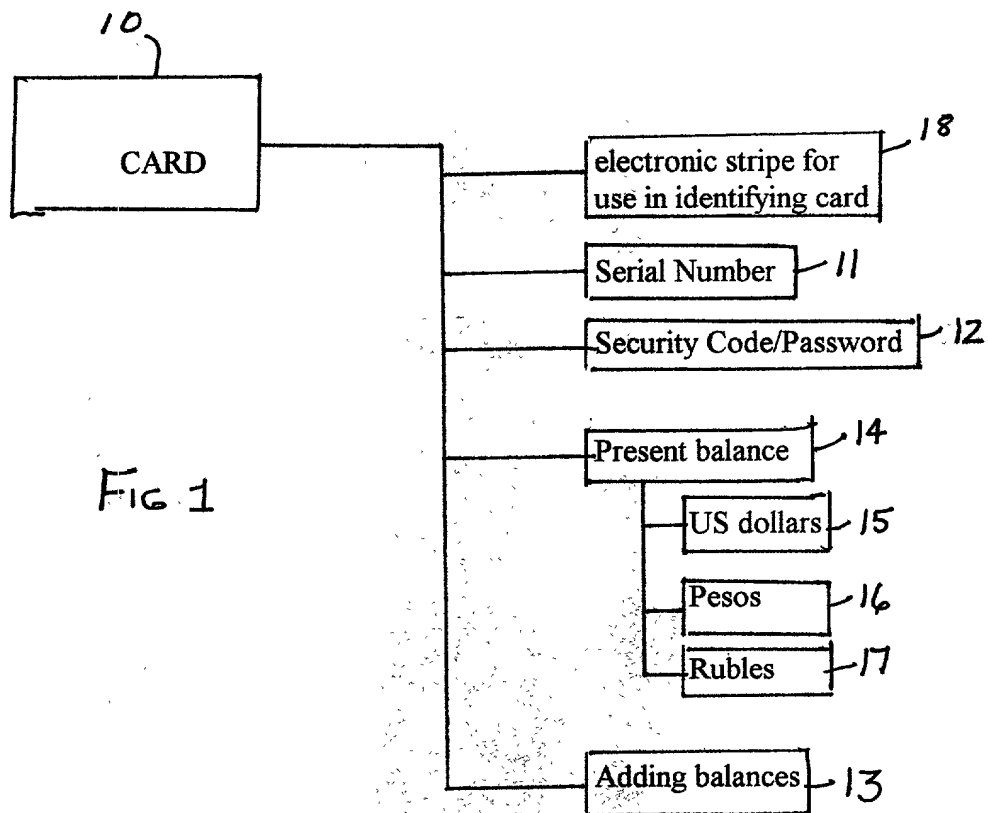 10
CARD
electronic stripe for
use in identifying card
18
Serial Number
11
Security Code/Password
12
Present balance
14
US dollars
15
Pesos
16
Rubles
17
Adding balances
13
FIG 1